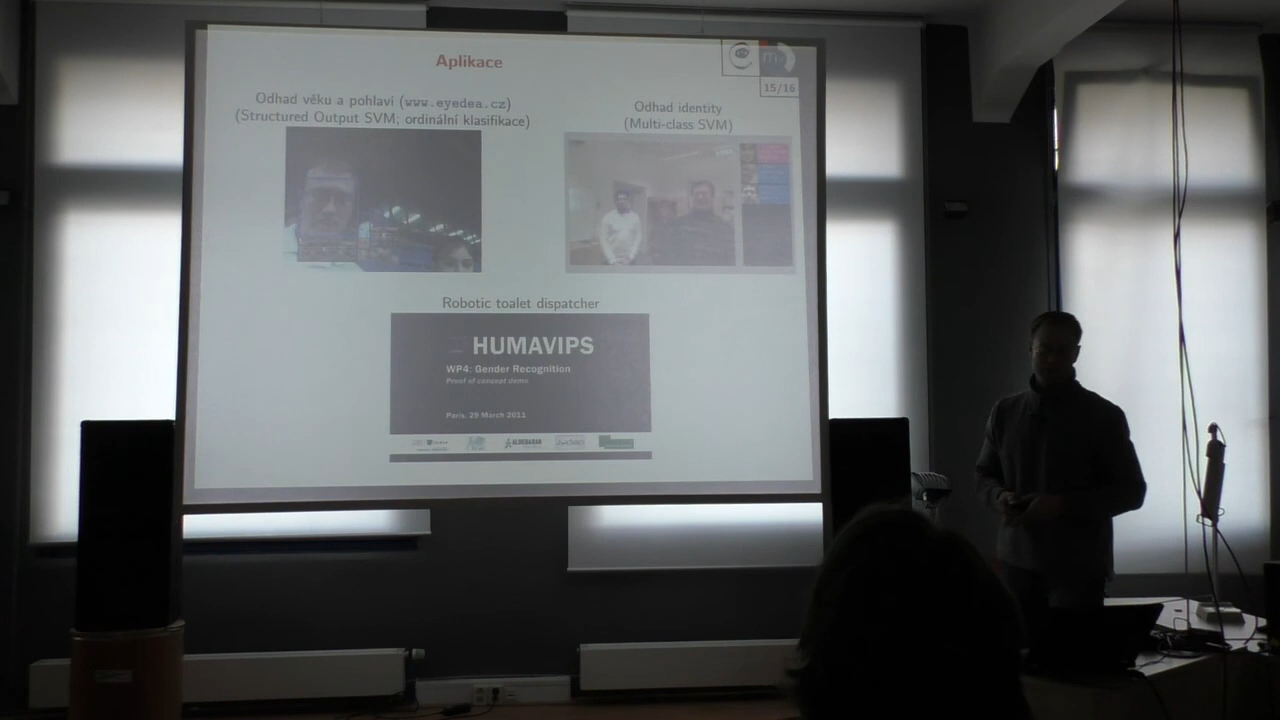 Aplikace
15/16
Odhad věku a pohlaví (www.eyedea.cz)
(Structured Output SVM; ordinální klasifikace)
Odhad identity
(Multi-class SVM)
Robotic toalet dispatcher
HUMAVIPS
WP4: Gender Recognition
Proof of concept demo
Paris, 29 March 2011
ALDEBARAN